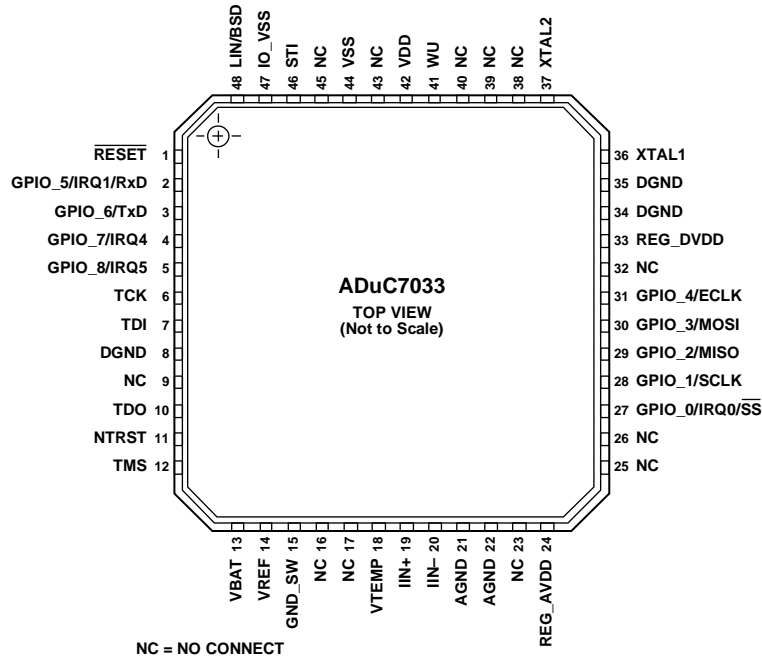 48 LIN/BSD
47 IO_VSS
46 STI
45 NC
44 VSS
43 NC
42 VDD
41 WU
40 NC
39 NC
38 NC
37 XTAL2
RESET 1
GPIO_5/IRQ1/RxD 2
GPIO_6/TxD 3
GPIO_7/IRQ4 4
GPIO_8/IRQ5 5
TCK 6
TDI 7
DGND 8
NC 9
TDO 10
NTRST 11
TMS 12
ADuC7033
TOP VIEW
(Not to Scale)
36 XTAL1
35 DGND
34 DGND
33 REG_DVDD
32 NC
31 GPIO_4/ECLK
30 GPIO_3/MOSI
29 GPIO_2/MISO
28 GPIO_1/SCLK
27 GPIO_0/IRQ0/SS
26 NC
25 NC
VBAT 13
VREF 14
GND_SW 15
NC 16
NC 17
VTEMP 18
IIN+ 19
IIN– 20
AGND 21
AGND 22
NC 23
REG_AVDD 24
NC = NO CONNECT